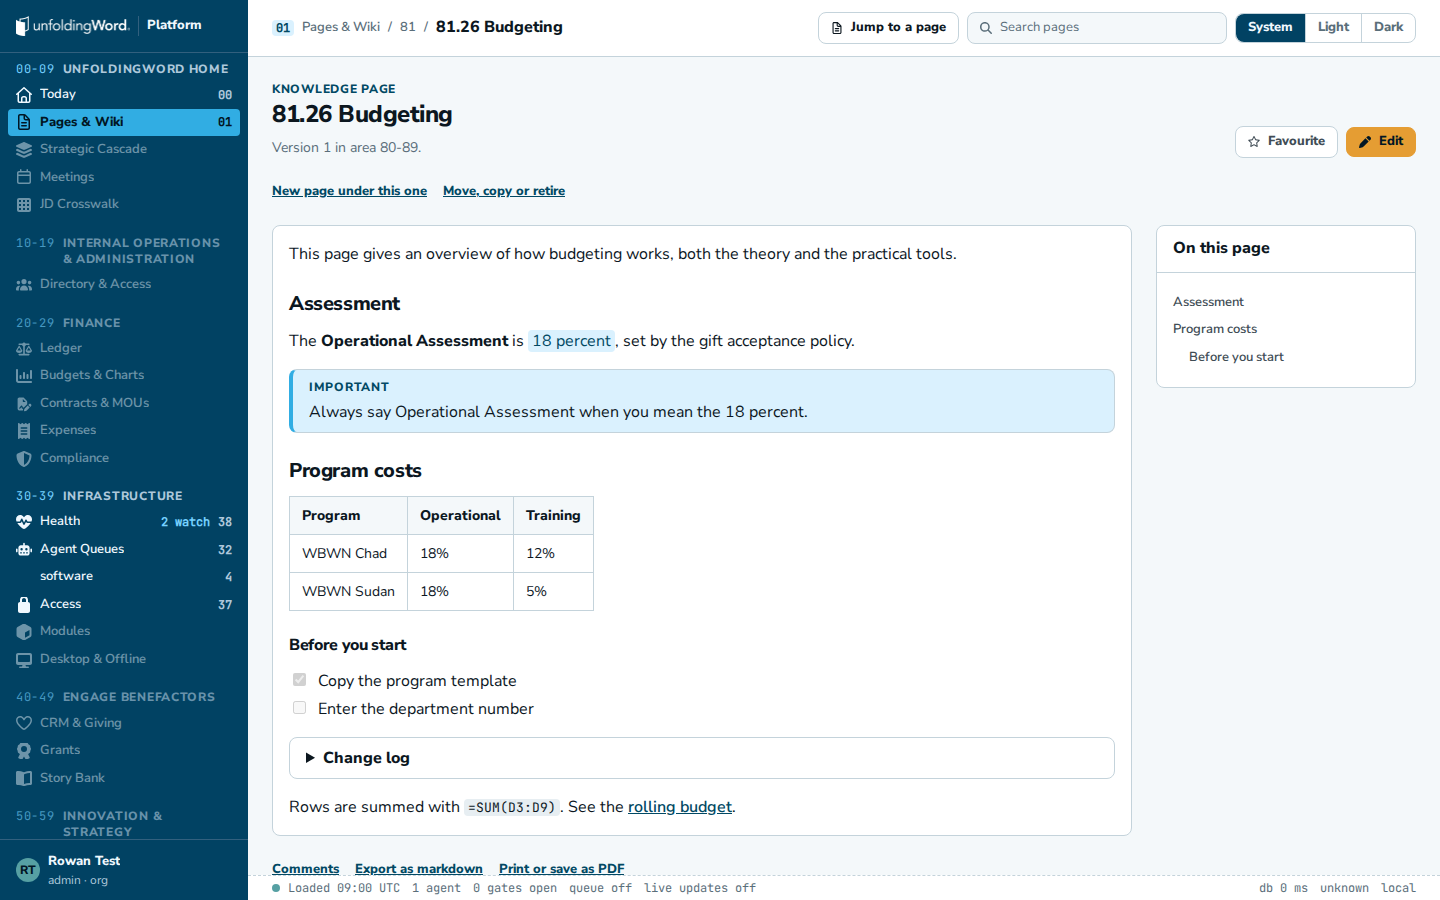 unfoldingWord Platform
00-09 UNFOLDINGWORD HOME
Today 00
Pages & Wiki 01
Strategic Cascade
Meetings
JD Crosswalk
10-19 INTERNAL OPERATIONS
& ADMINISTRATION
Directory & Access
20-29 FINANCE
Ledger
Budgets & Charts
Contracts & MOUs
Expenses
Compliance
30-39 INFRASTRUCTURE
Health 2 watch 38
Agent Queues 32
software 4
Access 37
Modules
Desktop & Offline
40-49 ENGAGE BENEFACTORS
CRM & Giving
Grants
Story Bank
50-59 INNOVATION &
STRATEGY
RT Rowan Test
admin · org
01 Pages & Wiki / 81 / 81.26 Budgeting
Jump to a page
Search pages
System Light Dark
KNOWLEDGE PAGE
81.26 Budgeting
Version 1 in area 80-89.
Favourite
Edit
New page under this one Move, copy or retire
This page gives an overview of how budgeting works, both the theory and the practical tools.
Assessment
The Operational Assessment is 18 percent, set by the gift acceptance policy.
IMPORTANT
Always say Operational Assessment when you mean the 18 percent.
Program costs
Program Operational Training
WBWN Chad 18% 12%
WBWN Sudan 18% 5%
Before you start
Copy the program template
Enter the department number
Change log
Rows are summed with =SUM(D3:D9). See the rolling budget.
On this page
Assessment
Program costs
Before you start
Comments Export as markdown Print or save as PDF
Loaded 09:00 UTC 1 agent 0 gates open queue off live updates off
db 0 ms unknown local